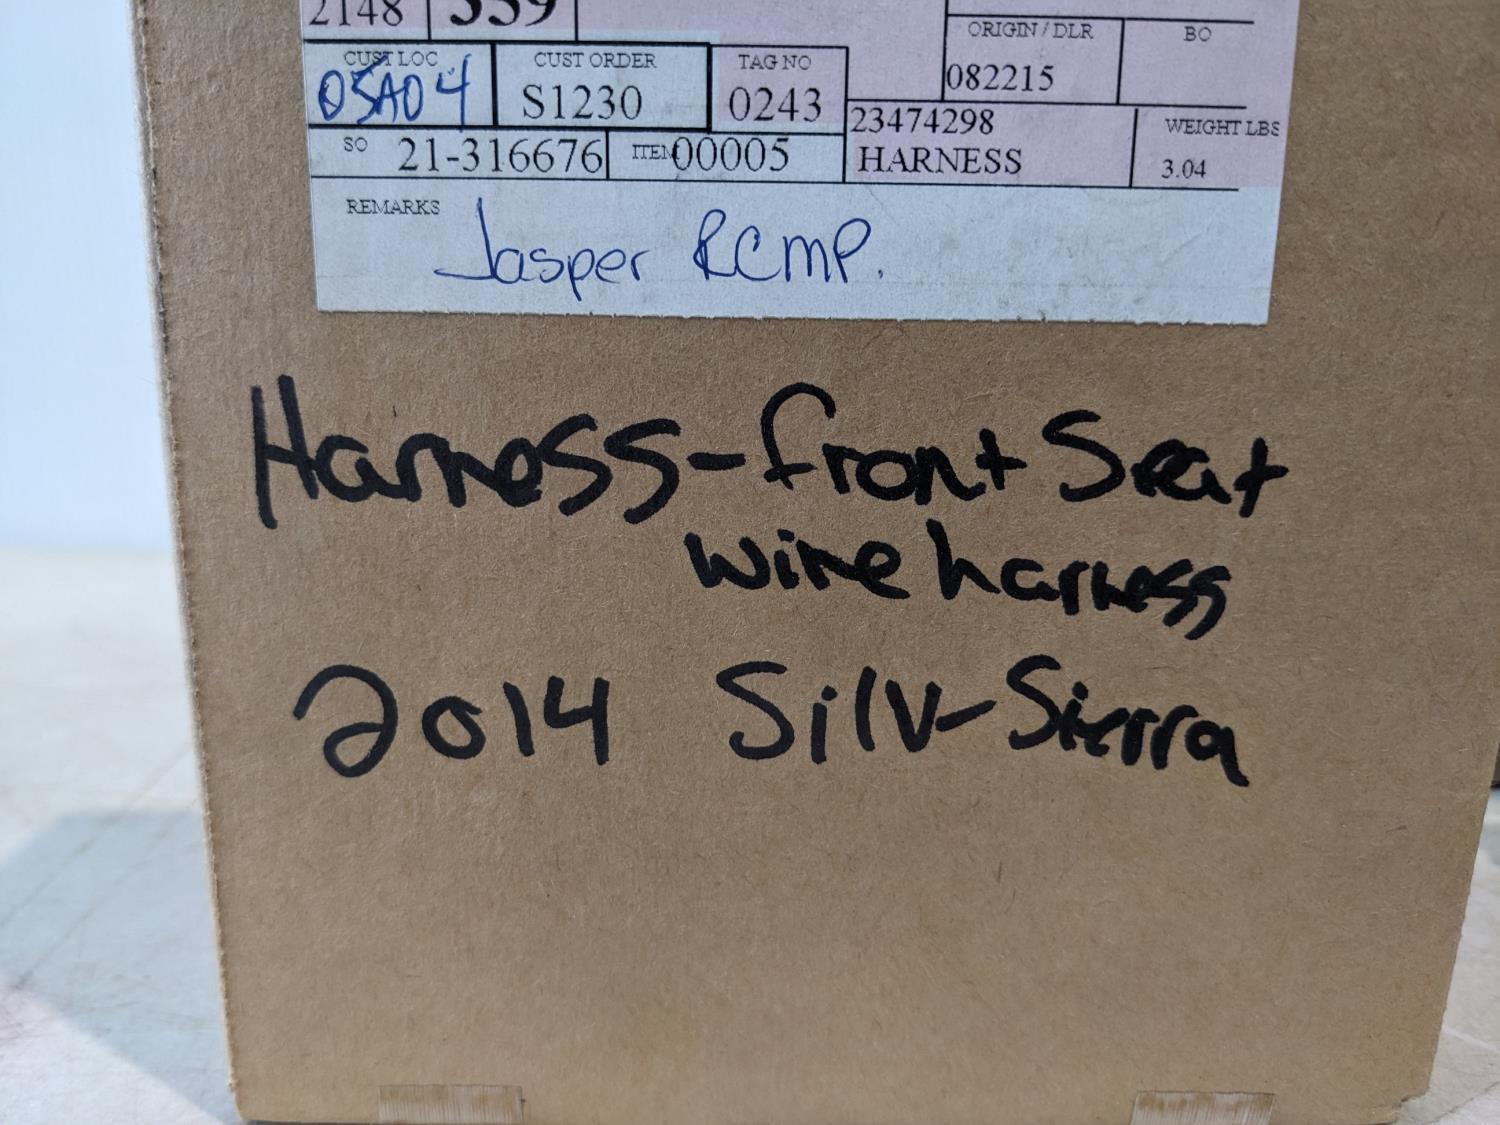 2148 359
ORIGIN / DLR BO
CUST LOC CUST ORDER TAG NO
05A04 S1230 0243 082215
23474298 WEIGHT LBS
SO 21-316676 ITEM 00005 HARNESS 3.04
REMARKS
Jasper RCMP.
Harness-front Seat
wire harness
2014 Silv-Sierra